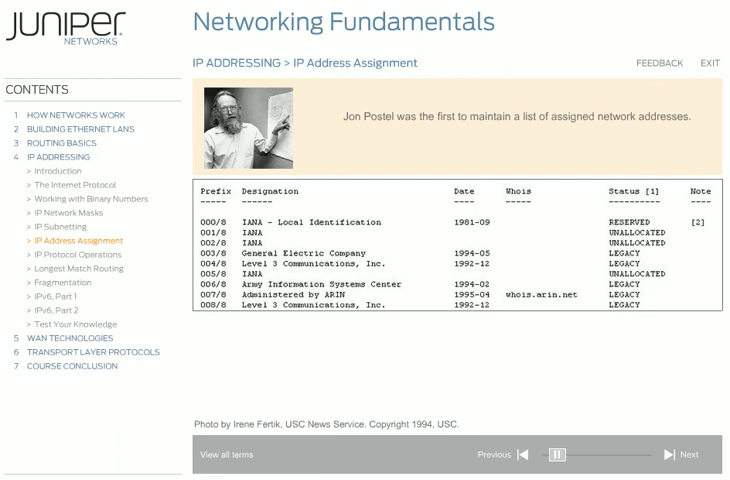 JUNIPER
NETWORKS
Networking Fundamentals
IP ADDRESSING > IP Address Assignment
FEEDBACK EXIT
CONTENTS
1 HOW NETWORKS WORK
2 BUILDING ETHERNET LANS
3 ROUTING BASICS
4 IP ADDRESSING
> Introduction
> The Internet Protocol
> Working with Binary Numbers
> IP Network Masks
> IP Subnetting
> IP Address Assignment
> IP Protocol Operations
> Longest Match Routing
> Fragmentation
> IPv6, Part 1
> IPv6, Part 2
> Test Your Knowledge
5 WAN TECHNOLOGIES
6 TRANSPORT LAYER PROTOCOLS
7 COURSE CONCLUSION
Jon Postel was the first to maintain a list of assigned network addresses.
Prefix Designation Date Whois Status [1] Note
----- ------ ---- ----- ---------- ----
000/8 IANA - Local Identification 1981-09 RESERVED [2]
001/8 IANA UNALLOCATED
002/8 IANA UNALLOCATED
003/8 General Electric Company 1994-05 LEGACY
004/8 Level 3 Communications, Inc. 1992-12 LEGACY
005/8 IANA UNALLOCATED
006/8 Army Information Systems Center 1994-02 LEGACY
007/8 Administered by ARIN 1995-04 whois.arin.net LEGACY
008/8 Level 3 Communications, Inc. 1992-12 LEGACY
Photo by Irene Fertik, USC News Service. Copyright 1994, USC.
View all terms Previous Next